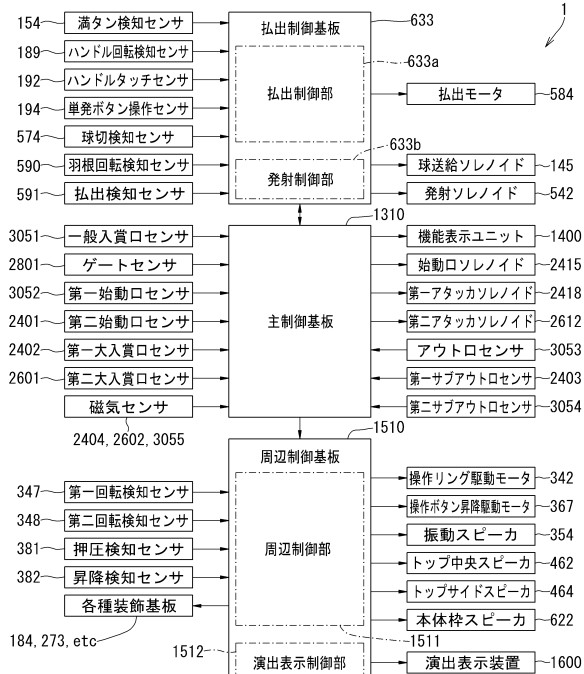 1
154 満タン検知センサ
189 ハンドル回転検知センサ
192 ハンドルタッチセンサ
194 単発ボタン操作センサ
574 球切検知センサ
590 羽根回転検知センサ
591 払出検知センサ
払出制御基板 633
633a
払出制御部
633b
発射制御部
払出モータ 584
球送給ソレノイド 145
発射ソレノイド 542
1310
3051 一般入賞口センサ
2801 ゲートセンサ
3052 第一始動口センサ
2401 第二始動口センサ
2402 第一大入賞口センサ
2601 第二大入賞口センサ
磁気センサ
2404, 2602, 3055
主制御基板
機能表示ユニット 1400
始動口ソレノイド 2415
第一アタッカソレノイド 2418
第二アタッカソレノイド 2612
アウト口センサ 3053
第一サブアウト口センサ 2403
第二サブアウト口センサ 3054
1510
周辺制御基板
347 第一回転検知センサ
348 第二回転検知センサ
381 押圧検知センサ
382 昇降検知センサ
各種装飾基板
184, 273, etc
周辺制御部
1511
1512
演出表示制御部
操作リング駆動モータ 342
操作ボタン昇降駆動モータ 367
振動スピーカ 354
トップ中央スピーカ 462
トップサイドスピーカ 464
本体枠スピーカ 622
演出表示装置 1600